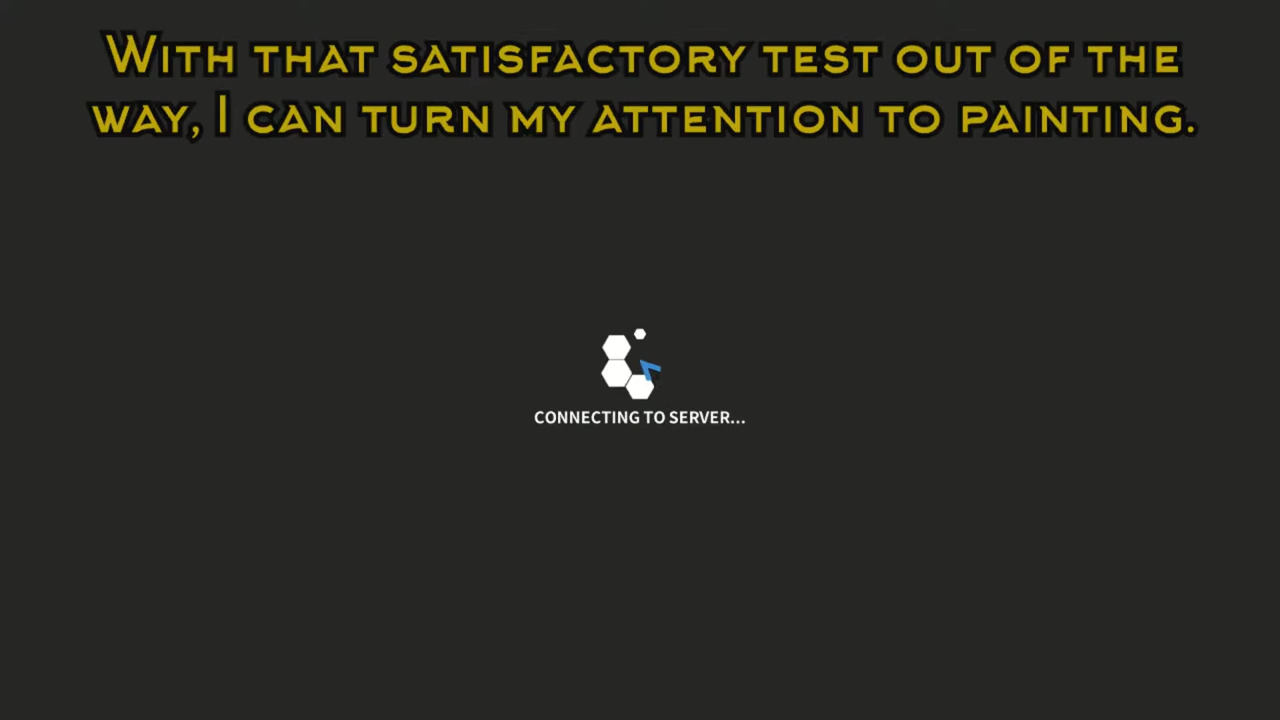 With that satisfactory test out of the
way, I can turn my attention to painting.
CONNECTING TO SERVER...